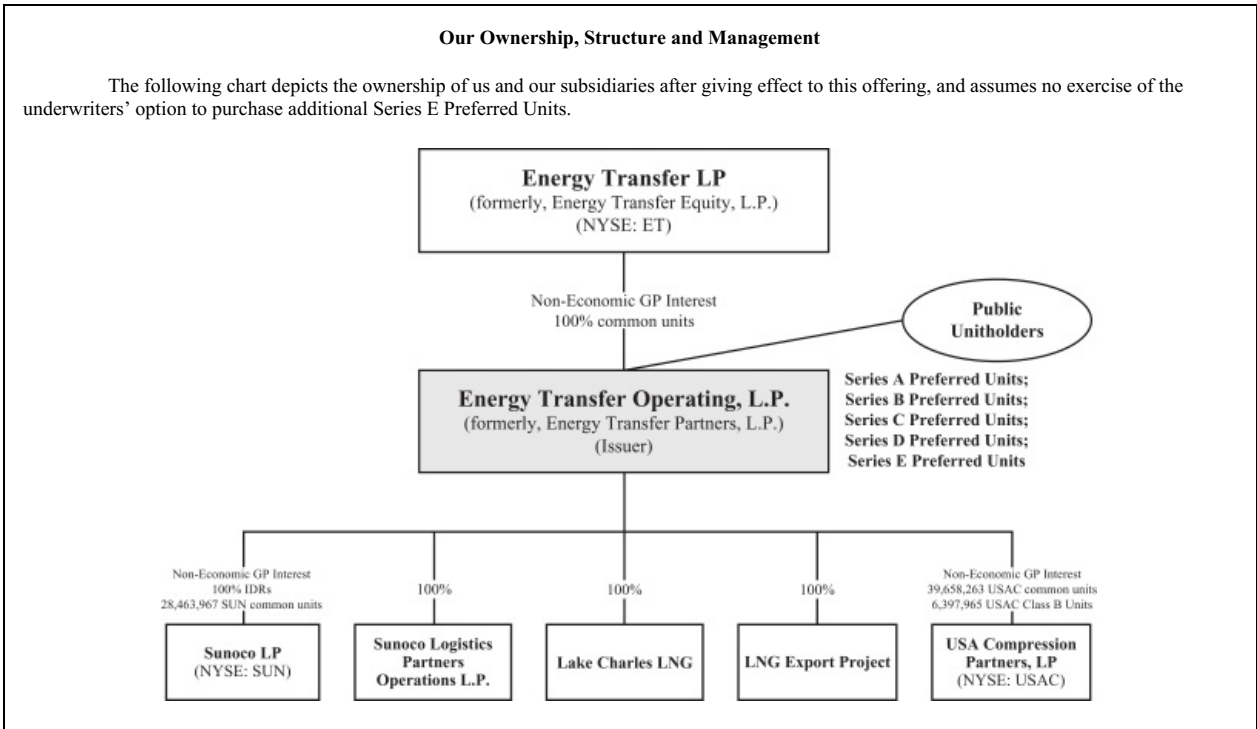 Our Ownership, Structure and Management
The following chart depicts the ownership of us and our subsidiaries after giving effect to this offering, and assumes no exercise of the
underwriters’ option to purchase additional Series E Preferred Units.
Energy Transfer LP
(formerly, Energy Transfer Equity, L.P.)
(NYSE: ET)
Non-Economic GP Interest
100% common units
Public
Unitholders
Energy Transfer Operating, L.P.
(formerly, Energy Transfer Partners, L.P.)
(Issuer)
Series A Preferred Units;
Series B Preferred Units;
Series C Preferred Units;
Series D Preferred Units;
Series E Preferred Units
Non-Economic GP Interest
100% IDRs
28,463,967 SUN common units
100%
100%
100%
Non-Economic GP Interest
39,658,263 USAC common units
6,397,965 USAC Class B Units
Sunoco LP
(NYSE: SUN)
Sunoco Logistics
Partners
Operations L.P.
Lake Charles LNG
LNG Export Project
USA Compression
Partners, LP
(NYSE: USAC)